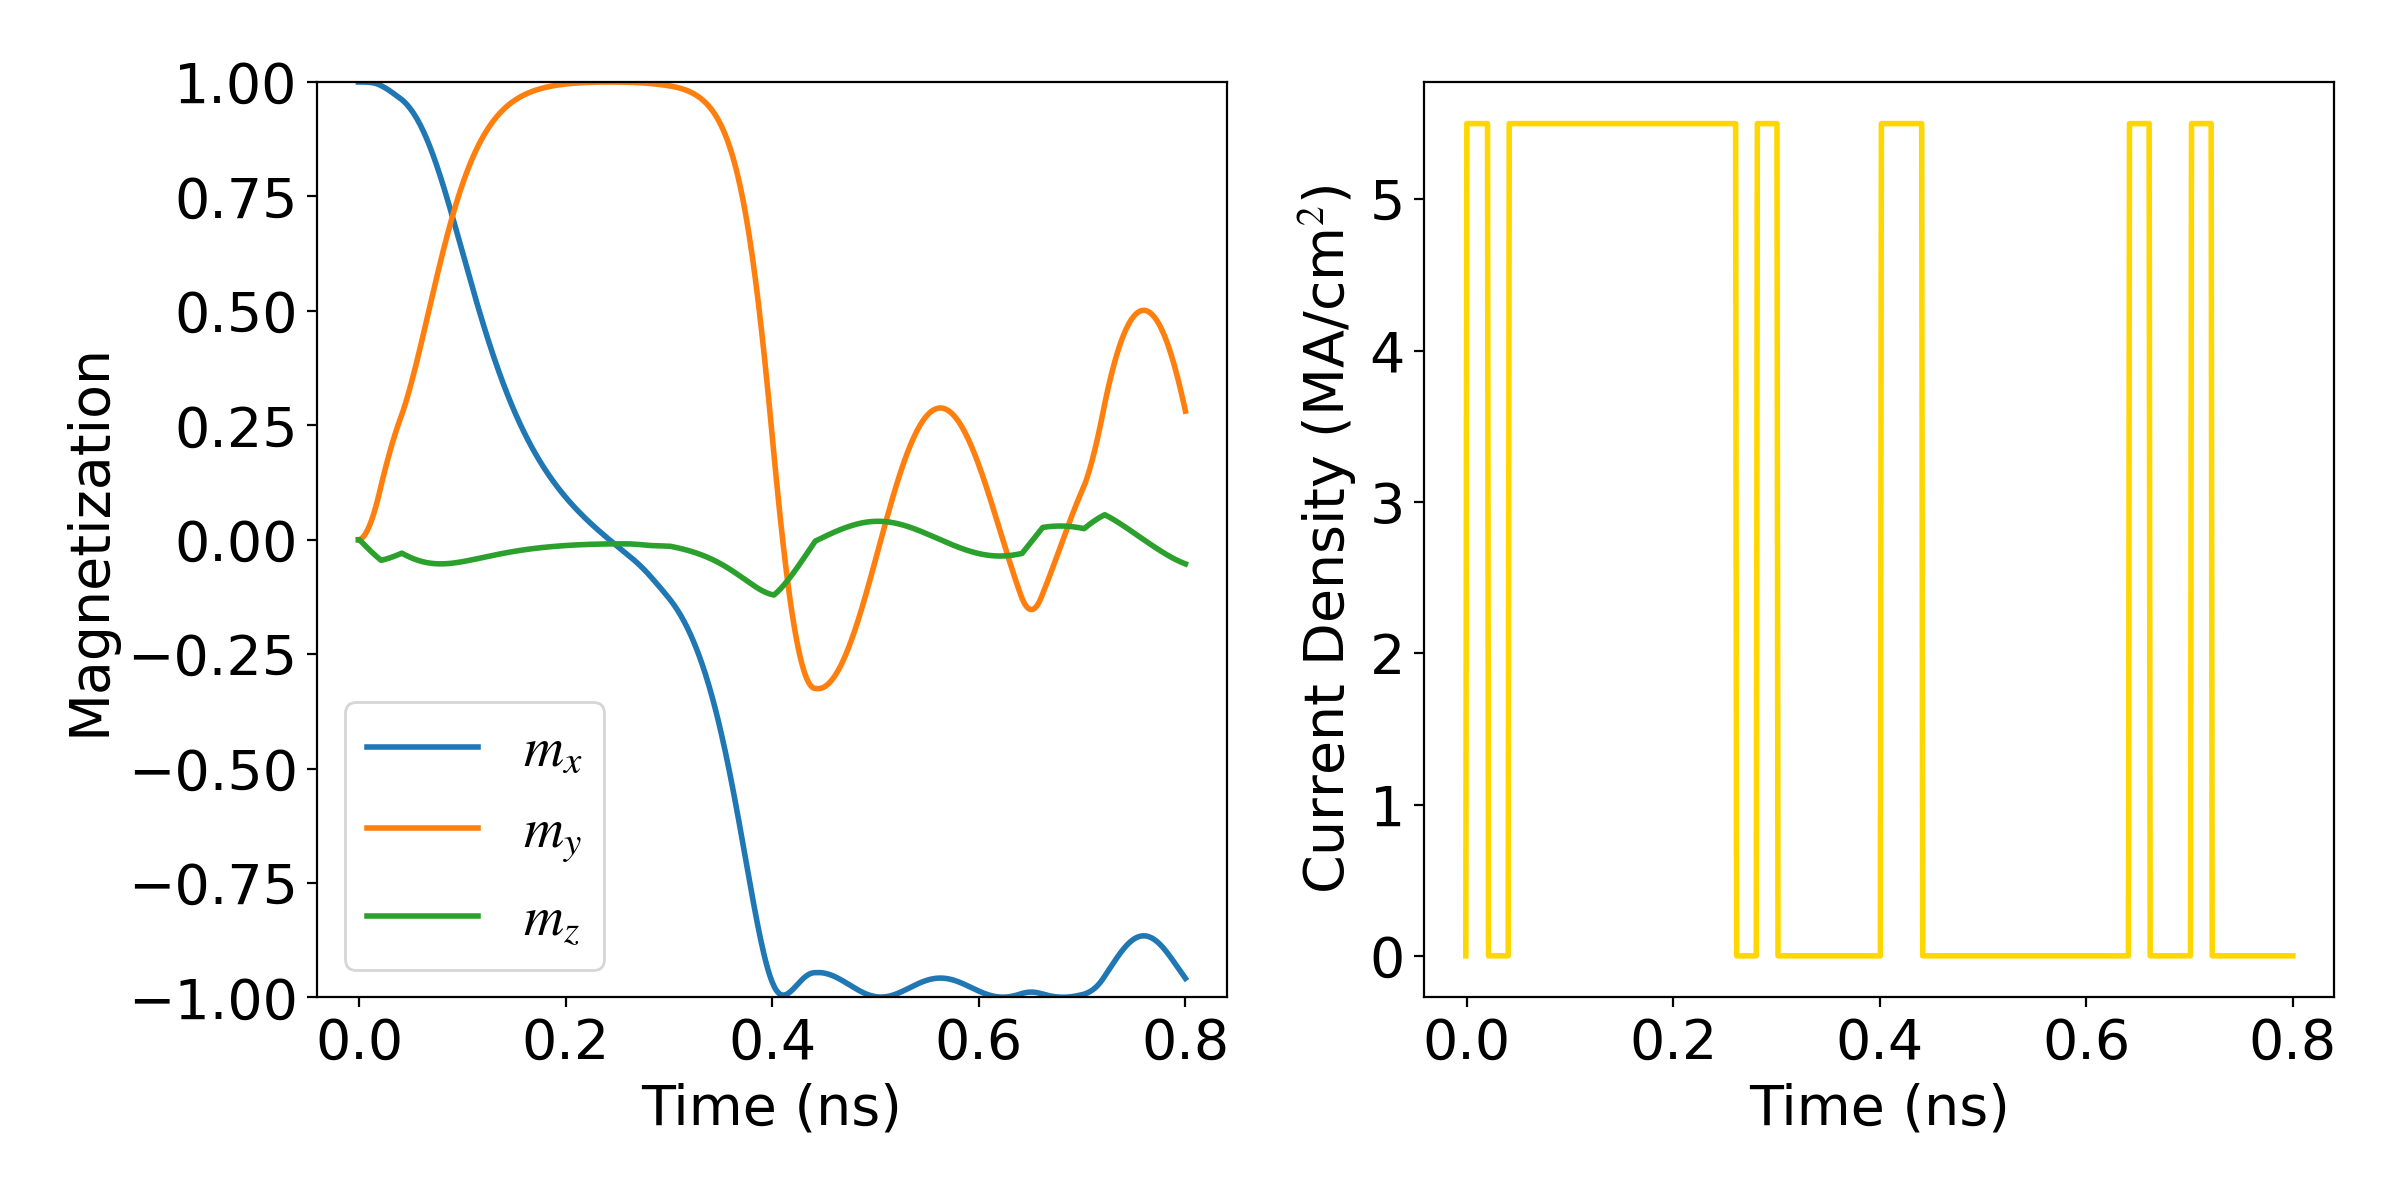 Magnetization
1.00
0.75
0.50
0.25
0.00
−0.25
−0.50
−0.75
−1.00
0.0 0.2 0.4 0.6 0.8
Time (ns)
m_x
m_y
m_z
Current Density (MA/cm²)
5
4
3
2
1
0
0.0 0.2 0.4 0.6 0.8
Time (ns)